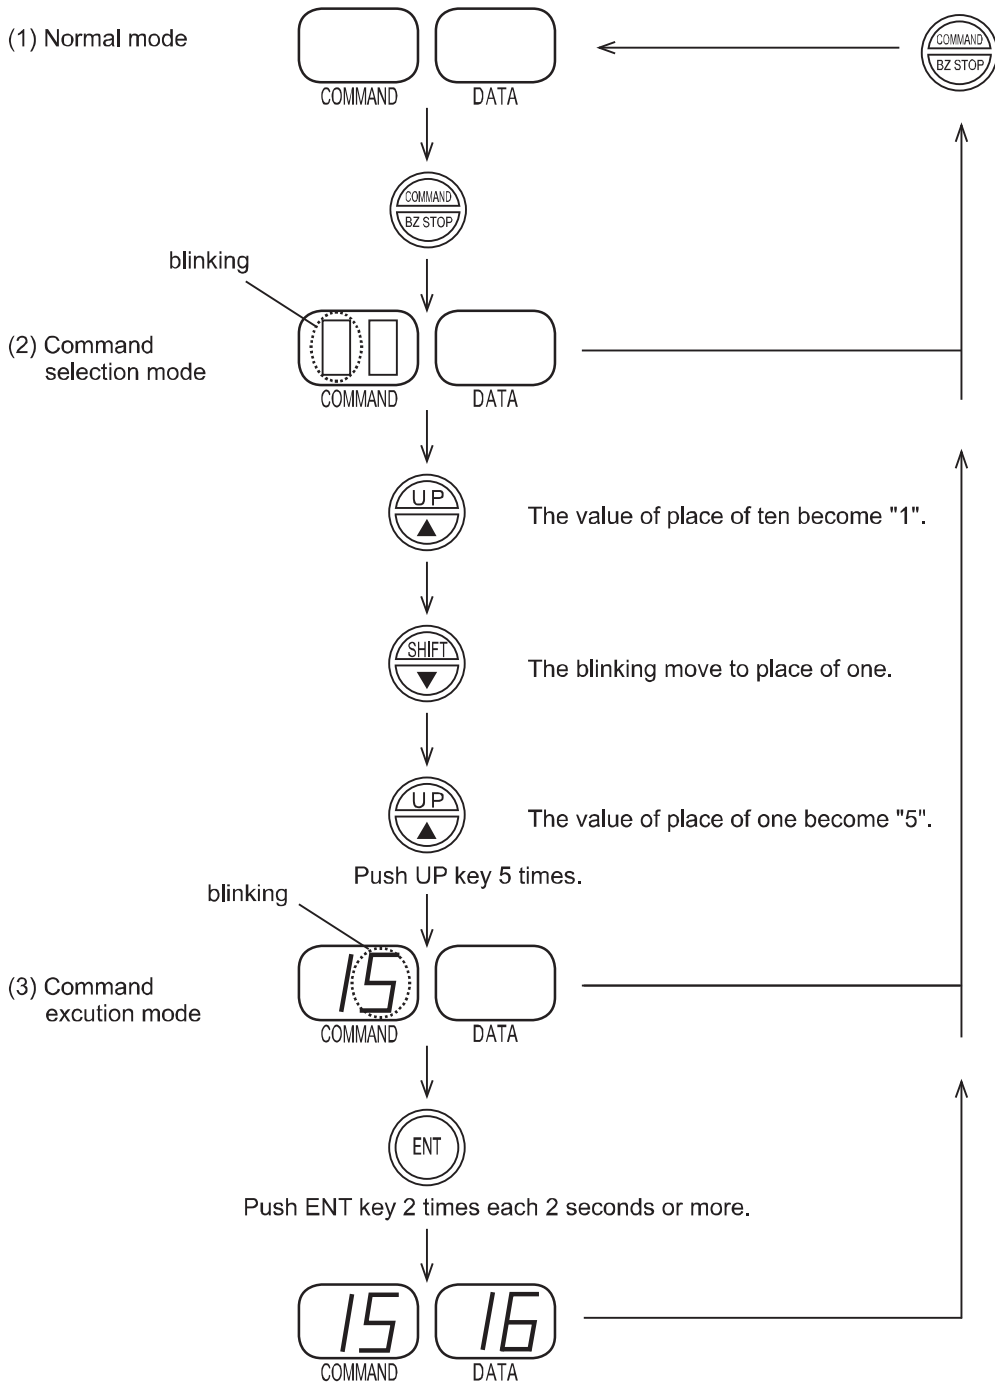 (1) Normal mode
COMMAND
DATA
COMMAND
BZ STOP
COMMAND
BZ STOP
blinking
(2) Command
selection mode
COMMAND
DATA
UP
The value of place of ten become "1".
SHIFT
The blinking move to place of one.
UP
The value of place of one become "5".
Push UP key 5 times.
blinking
(3) Command
excution mode
15
COMMAND
DATA
ENT
Push ENT key 2 times each 2 seconds or more.
15 16
COMMAND
DATA